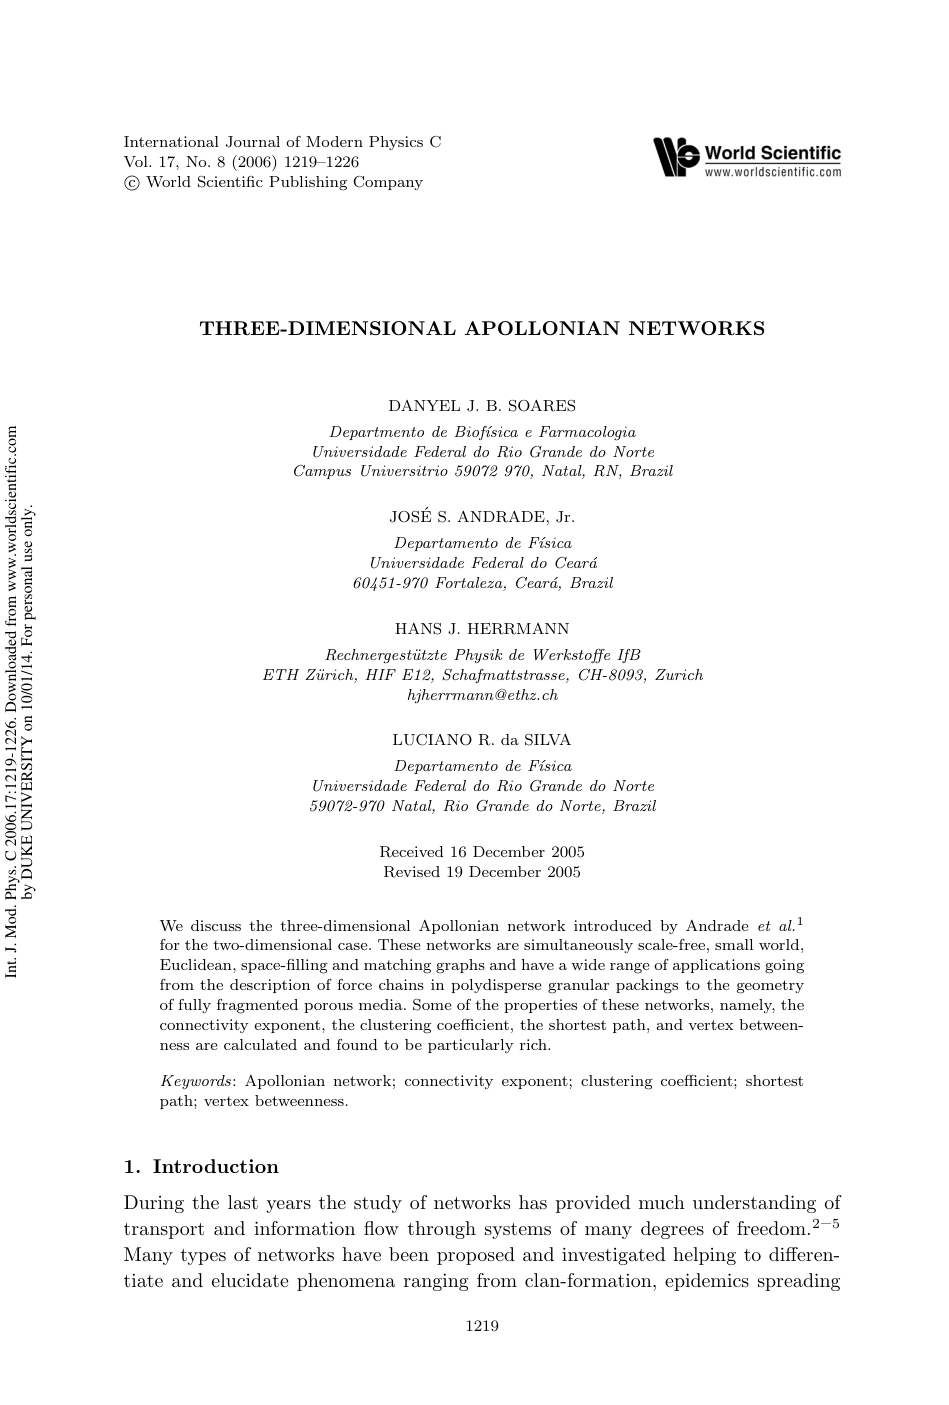 International Journal of Modern Physics C
Vol. 17, No. 8 (2006) 1219–1226
© World Scientific Publishing Company
World Scientific
www.worldscientific.com
THREE-DIMENSIONAL APOLLONIAN NETWORKS
DANYEL J. B. SOARES
Departmento de Biofísica e Farmacologia
Universidade Federal do Rio Grande do Norte
Campus Universitrio 59072 970, Natal, RN, Brazil
JOSÉ S. ANDRADE, Jr.
Departamento de Física
Universidade Federal do Ceará
60451-970 Fortaleza, Ceará, Brazil
HANS J. HERRMANN
Rechnergestützte Physik de Werkstoffe IfB
ETH Zürich, HIF E12, Schafmattstrasse, CH-8093, Zurich
hjherrmann@ethz.ch
LUCIANO R. da SILVA
Departamento de Física
Universidade Federal do Rio Grande do Norte
59072-970 Natal, Rio Grande do Norte, Brazil
Received 16 December 2005
Revised 19 December 2005
We discuss the three-dimensional Apollonian network introduced by Andrade et al.1
for the two-dimensional case. These networks are simultaneously scale-free, small world,
Euclidean, space-filling and matching graphs and have a wide range of applications going
from the description of force chains in polydisperse granular packings to the geometry
of fully fragmented porous media. Some of the properties of these networks, namely, the
connectivity exponent, the clustering coefficient, the shortest path, and vertex between-
ness are calculated and found to be particularly rich.
Keywords: Apollonian network; connectivity exponent; clustering coefficient; shortest
path; vertex betweenness.
1. Introduction
During the last years the study of networks has provided much understanding of
transport and information flow through systems of many degrees of freedom.2−5
Many types of networks have been proposed and investigated helping to differen-
tiate and elucidate phenomena ranging from clan-formation, epidemics spreading
1219
Int. J. Mod. Phys. C 2006.17:1219-1226. Downloaded from www.worldscientific.com
by DUKE UNIVERSITY on 10/01/14. For personal use only.